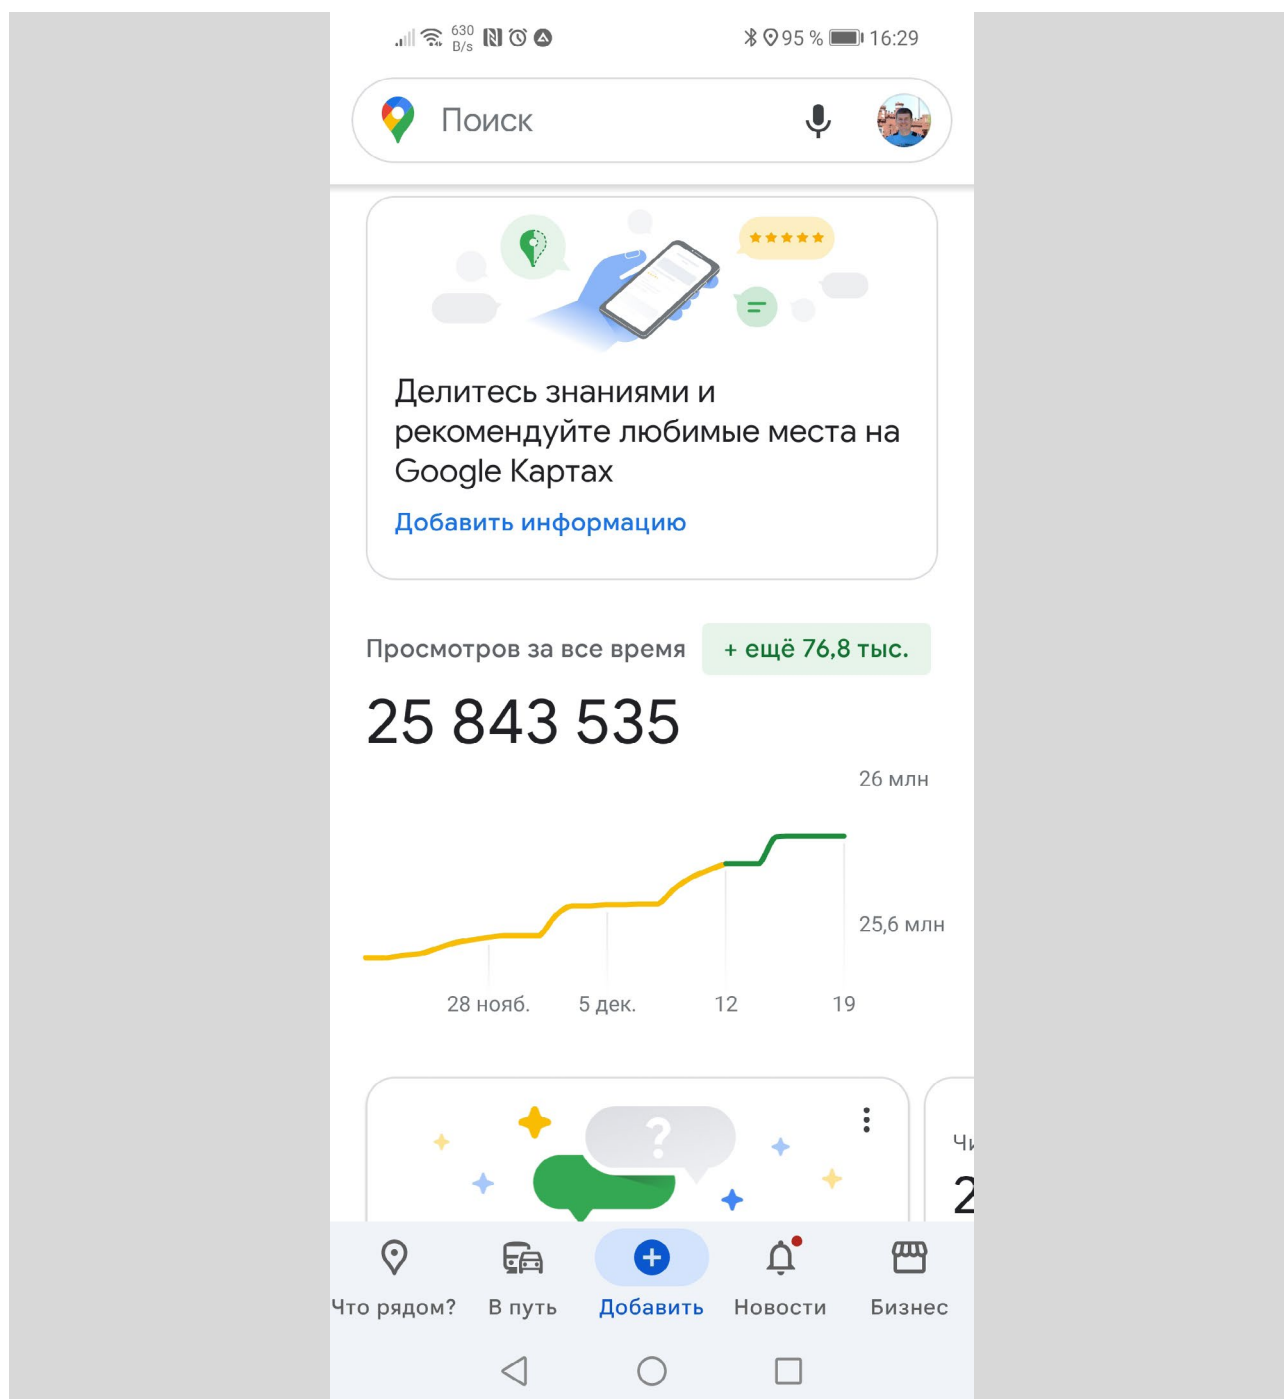 630
B/s
95 %
16:29
Поиск
Делитесь знаниями и
рекомендуйте любимые места на
Google Картах
Добавить информацию
Просмотров за все время
+ ещё 76,8 тыс.
25 843 535
26 млн
25,6 млн
28 нояб.
5 дек.
12
19
?
Что рядом?
В путь
Добавить
Новости
Бизнес